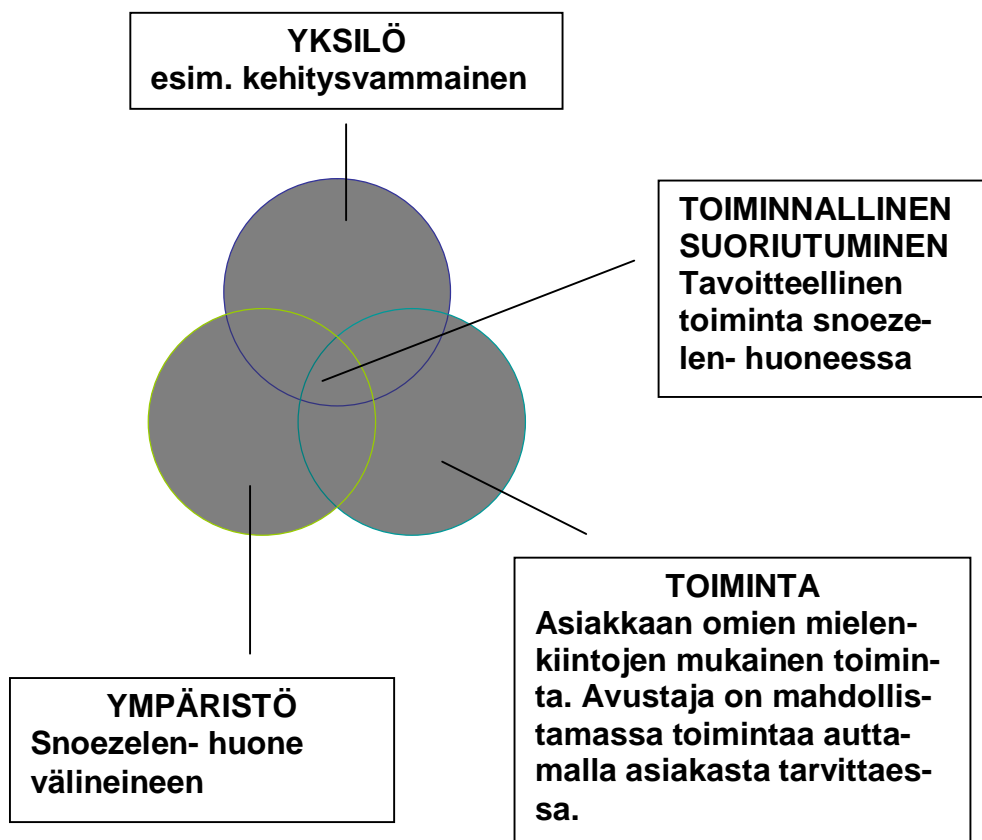 YKSILÖ
esim. kehitysvammainen
TOIMINNALLINEN
SUORIUTUMINEN
Tavoitteellinen
toiminta snoeze-
len- huoneessa
TOIMINTA
Asiakkaan omien mielen-
kiintojen mukainen toimin-
ta. Avustaja on mahdollis-
tamassa toimintaa autta-
malla asiakasta tarvittaes-
sa.
YMPÄRISTÖ
Snoezelen- huone
välineineen